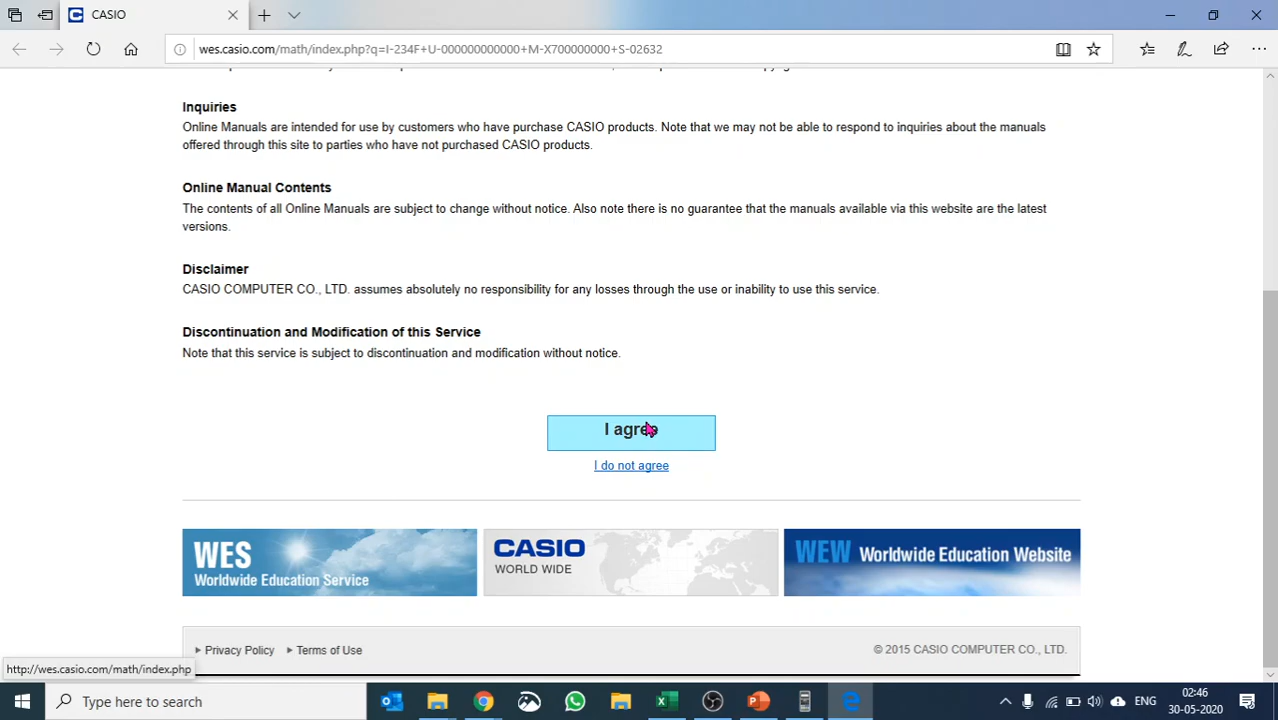 CASIO
wes.casio.com/math/index.php?q=I-234F+U-000000000000+M-X700000000+S-02632
Inquiries
Online Manuals are intended for use by customers who have purchase CASIO products. Note that we may not be able to respond to inquiries about the manuals
offered through this site to parties who have not purchased CASIO products.
Online Manual Contents
The contents of all Online Manuals are subject to change without notice. Also note there is no guarantee that the manuals available via this website are the latest
versions.
Disclaimer
CASIO COMPUTER CO., LTD. assumes absolutely no responsibility for any losses through the use or inability to use this service.
Discontinuation and Modification of this Service
Note that this service is subject to discontinuation and modification without notice.
I agree
I do not agree
WES
Worldwide Education Service
CASIO
WORLD WIDE
WEW Worldwide Education Website
Privacy Policy Terms of Use
© 2015 CASIO COMPUTER CO., LTD.
http://wes.casio.com/math/index.php
Type here to search
ENG
02:46
30-05-2020